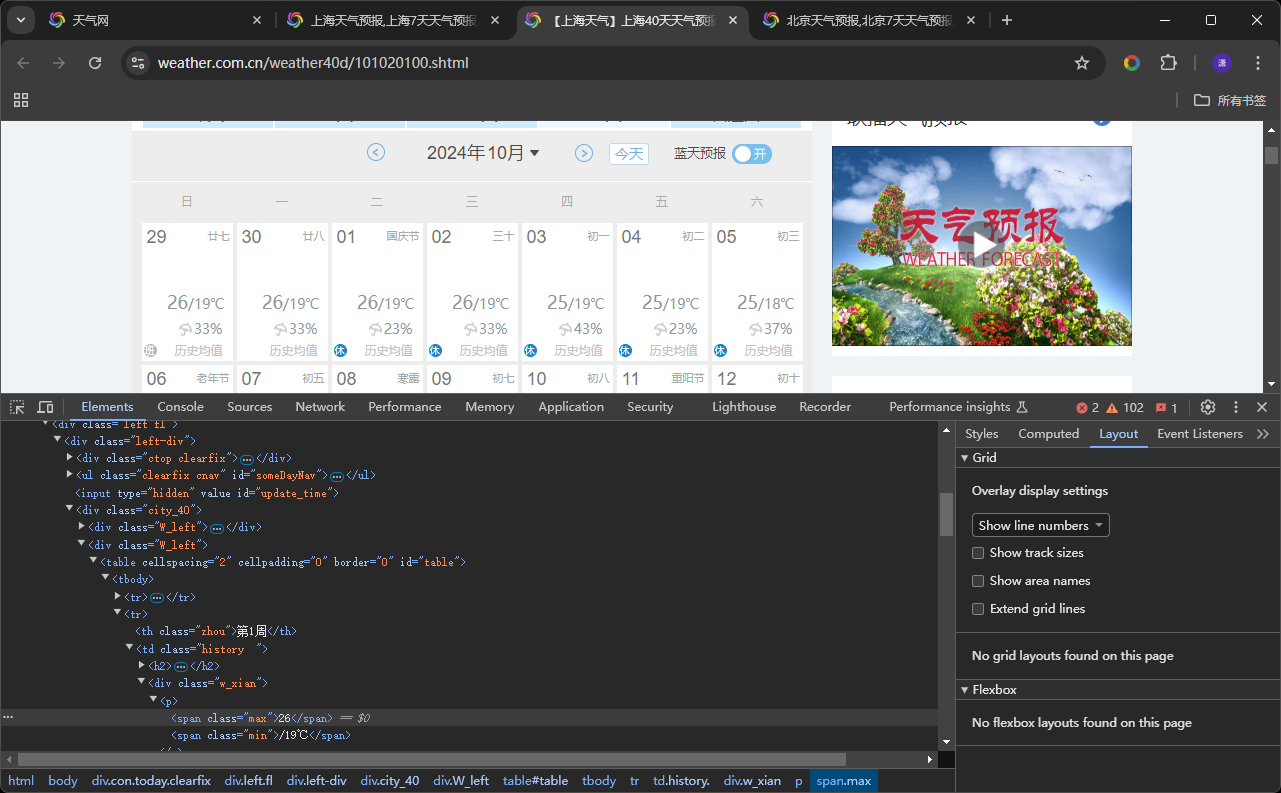 天气网
上海天气预报,上海7天天气预报
【上海天气】上海40天天气预报
北京天气预报,北京7天天气预报
weather.com.cn/weather40d/101020100.shtml
所有书签
2024年10月
今天
蓝天预报
开
日 一 二 三 四 五 六
29 廿七 30 廿八 01 国庆节 02 三十 03 初一 04 初二 05 初三
26/19℃ 26/19℃ 26/19℃ 26/19℃ 25/19℃ 25/19℃ 25/18℃
33% 33% 23% 33% 43% 23% 37%
班 历史均值 历史均值 休 历史均值 休 历史均值 休 历史均值 休 历史均值 休 历史均值
06 老年节 07 初五 08 寒露 09 初七 10 初八 11 重阳节 12 初十
天气预报
WEATHER FORECAST
Elements Console Sources Network Performance Memory Application Security Lighthouse Recorder Performance insights 2 102 1
<div class="left fl">
<div class="left-div">
<div class="ctop clearfix">…</div>
<ul class="clearfix cnav" id="someDayNav">…</ul>
<input type="hidden" value id="update_time">
<div class="city_40">
<div class="W_left">…</div>
<div class="W_left">
<table cellspacing="2" cellpadding="0" border="0" id="table">
<tbody>
<tr>…</tr>
<tr>
<th class="zhou">第1周</th>
<td class="history  ">
<h2>…</h2>
<div class="w_xian">
<p>
<span class="max">26</span> == $0
<span class="min">/19℃</span>
html body div.con.today.clearfix div.left.fl div.left-div div.city_40 div.W_left table#table tbody tr td.history. div.w_xian p span.max
Styles Computed Layout Event Listeners
Grid
Overlay display settings
Show line numbers
Show track sizes
Show area names
Extend grid lines
No grid layouts found on this page
Flexbox
No flexbox layouts found on this page